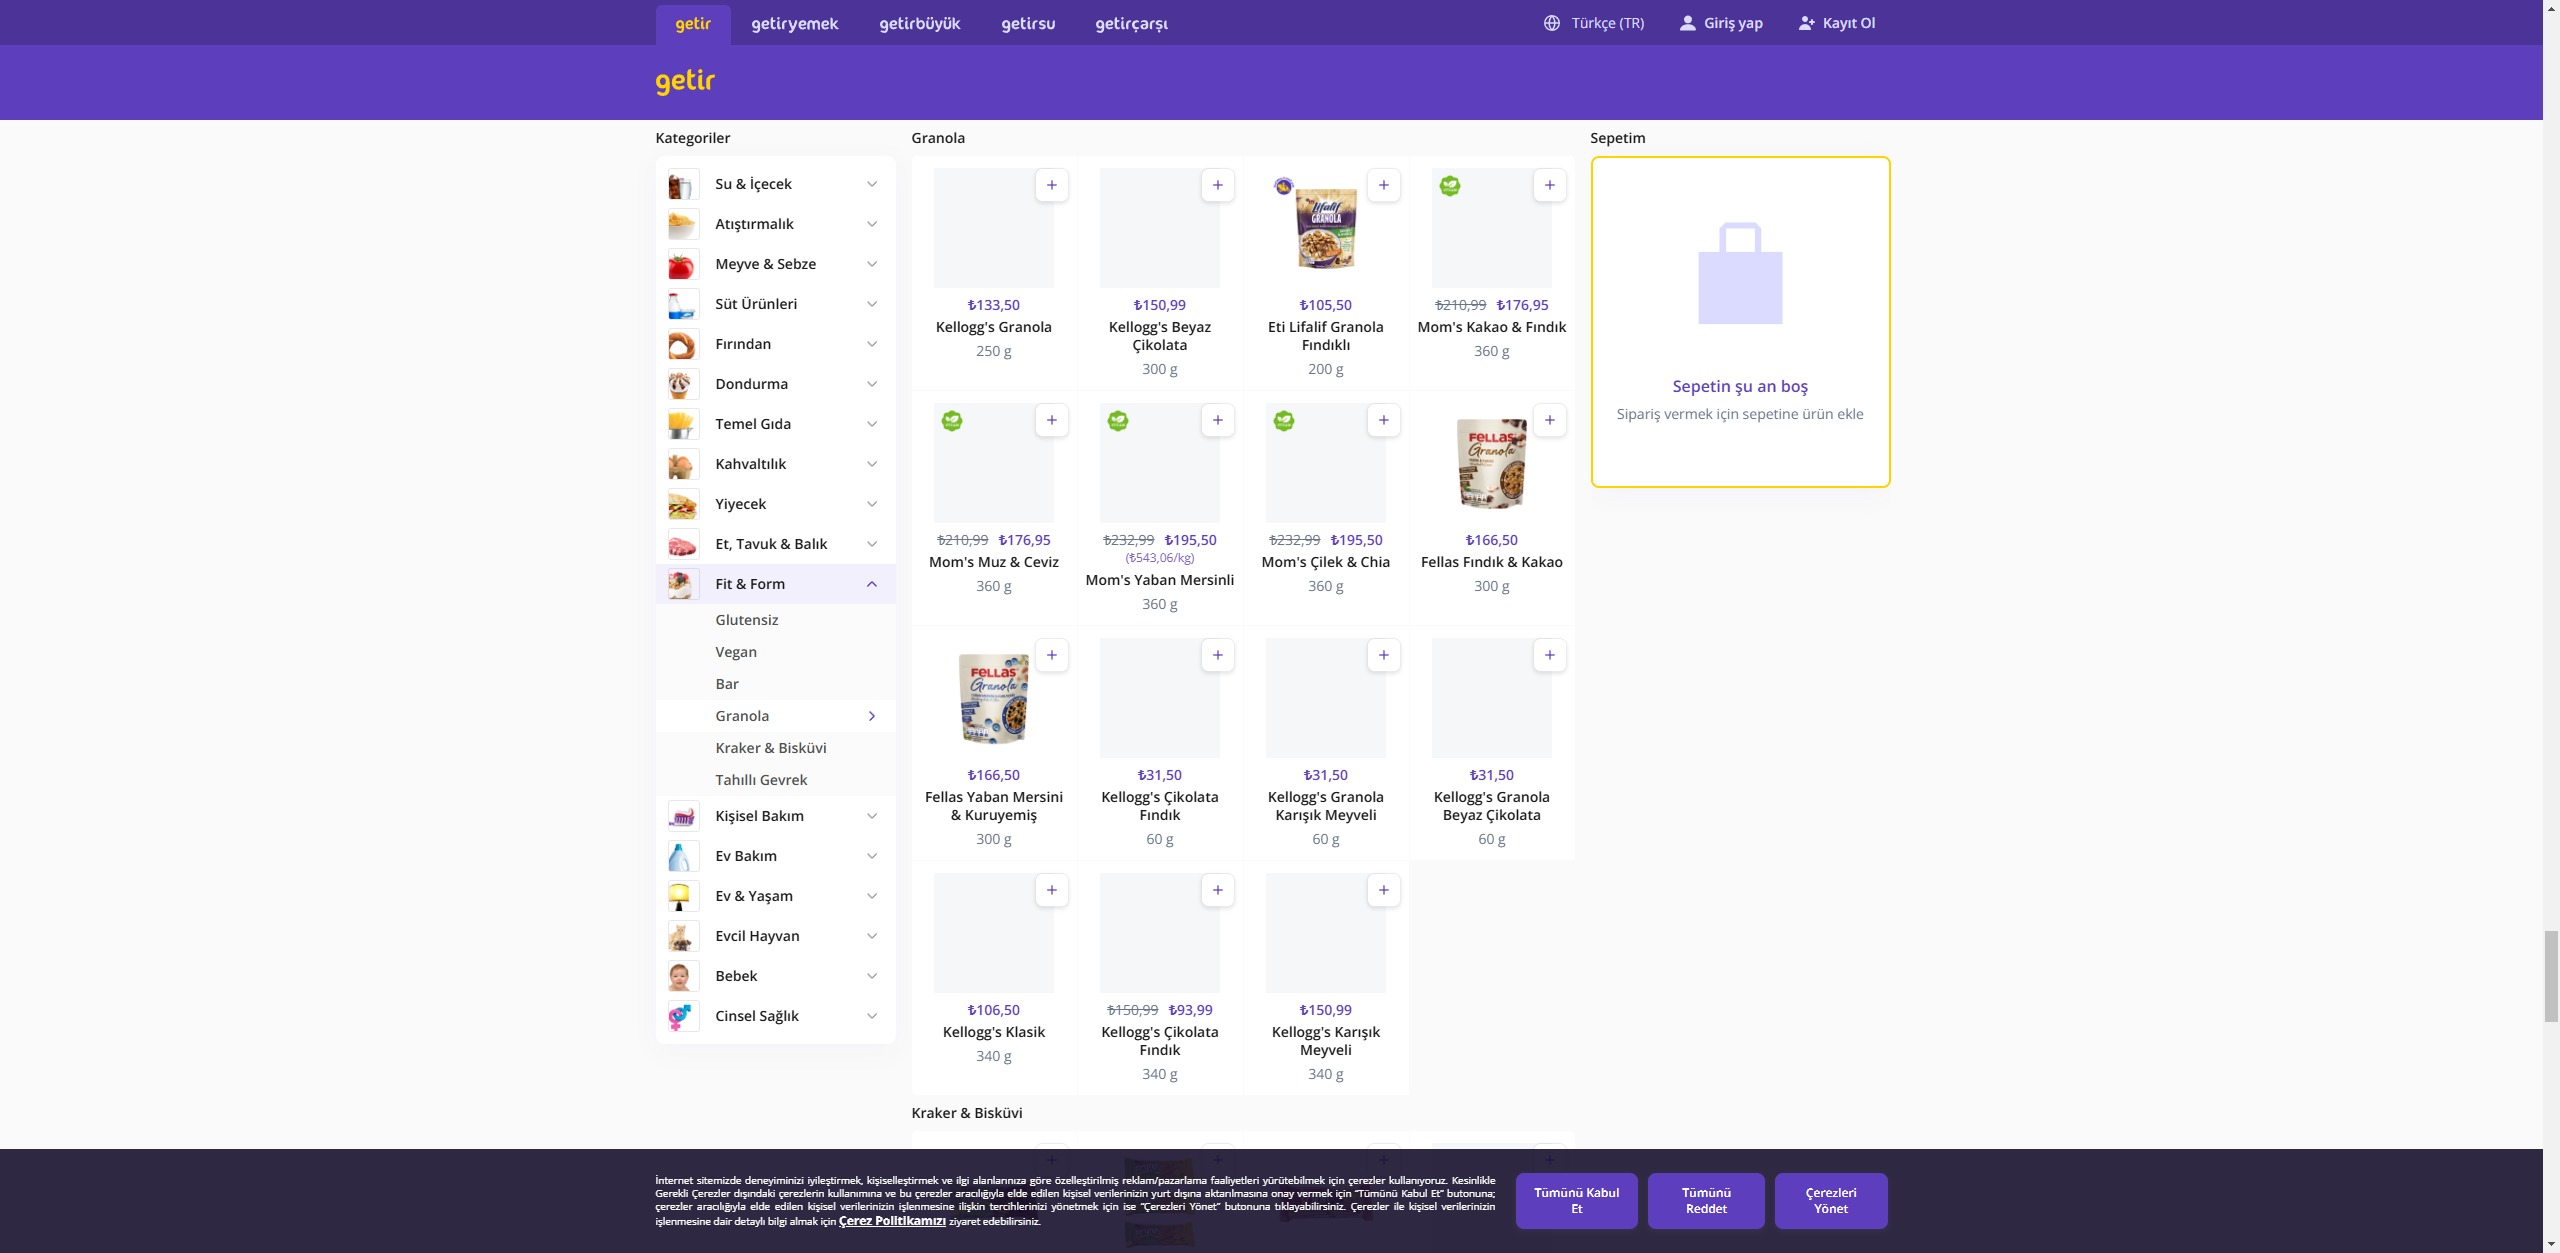 getir
getiryemek
getirbüyük
getirsu
getirçarşı
Türkçe (TR)
Giriş yap
Kayıt Ol
getir
Kategoriler
Su & İçecek
Atıştırmalık
Meyve & Sebze
Süt Ürünleri
Fırından
Dondurma
Temel Gıda
Kahvaltılık
Yiyecek
Et, Tavuk & Balık
Fit & Form
Glutensiz
Vegan
Bar
Granola
Kraker & Bisküvi
Tahıllı Gevrek
Kişisel Bakım
Ev Bakım
Ev & Yaşam
Evcil Hayvan
Bebek
Cinsel Sağlık
Granola
₺133,50
Kellogg's Granola
250 g
₺150,99
Kellogg's Beyaz
Çikolata
300 g
Lifalif
GRANOLA
₺105,50
Eti Lifalif Granola
Fındıklı
200 g
₺210,99 ₺176,95
Mom's Kakao & Fındık
360 g
₺210,99 ₺176,95
Mom's Muz & Ceviz
360 g
₺232,99 ₺195,50
(₺543,06/kg)
Mom's Yaban Mersinli
360 g
₺232,99 ₺195,50
Mom's Çilek & Chia
360 g
FELLAS
Granola
₺166,50
Fellas Fındık & Kakao
300 g
FELLAS
Granola
₺166,50
Fellas Yaban Mersini
& Kuruyemiş
300 g
₺31,50
Kellogg's Çikolata
Fındık
60 g
₺31,50
Kellogg's Granola
Karışık Meyveli
60 g
₺31,50
Kellogg's Granola
Beyaz Çikolata
60 g
₺106,50
Kellogg's Klasik
340 g
₺150,99 ₺93,99
Kellogg's Çikolata
Fındık
340 g
₺150,99
Kellogg's Karışık
Meyveli
340 g
Kraker & Bisküvi
Sepetim
Sepetin şu an boş
Sipariş vermek için sepetine ürün ekle
İnternet sitemizde deneyiminizi iyileştirmek, kişiselleştirmek ve ilgi alanlarınıza göre özelleştirilmiş reklam/pazarlama faaliyetleri yürütebilmek için çerezler kullanıyoruz. Kesinlikle
Gerekli Çerezler dışındaki çerezlerin kullanımına ve bu çerezler aracılığıyla elde edilen kişisel verilerinizin yurt dışına aktarılmasına onay vermek için "Tümünü Kabul Et" butonuna;
çerezler aracılığıyla elde edilen kişisel verilerinizin işlenmesine ilişkin tercihlerinizi yönetmek için ise "Çerezleri Yönet" butonuna tıklayabilirsiniz. Çerezler ile kişisel verilerinizin
işlenmesine dair detaylı bilgi almak için Çerez Politikamızı ziyaret edebilirsiniz.
Tümünü Kabul
Et
Tümünü
Reddet
Çerezleri
Yönet